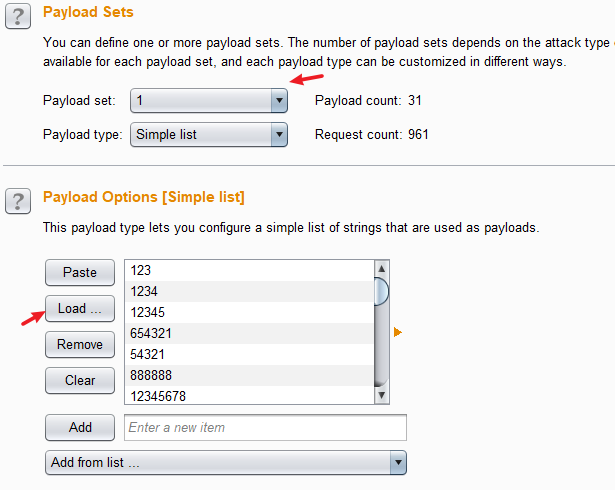 ?
Payload Sets
You can define one or more payload sets. The number of payload sets depends on the attack type
available for each payload set, and each payload type can be customized in different ways.
Payload set: 1 Payload count: 31
Payload type: Simple list Request count: 961
?
Payload Options [Simple list]
This payload type lets you configure a simple list of strings that are used as payloads.
Paste
Load ...
Remove
Clear
123
1234
12345
654321
54321
888888
12345678
Add Enter a new item
Add from list ...